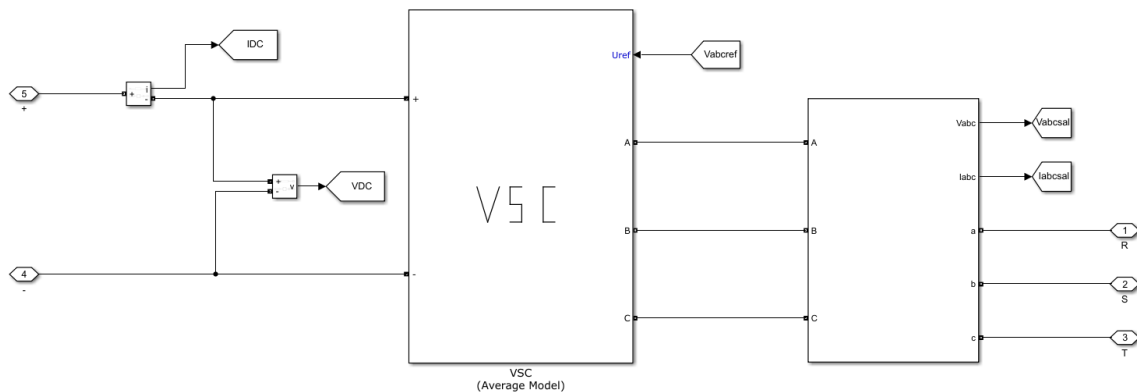 IDC
Uref
Vabcref
5
+
+
i
-
+
Vabc
Vabcsal
A
A
Iabc
Iabcsal
+
-
v
VDC
VSC
B
B
a
1
R
4
-
-
b
2
S
C
C
c
3
T
VSC
(Average Model)